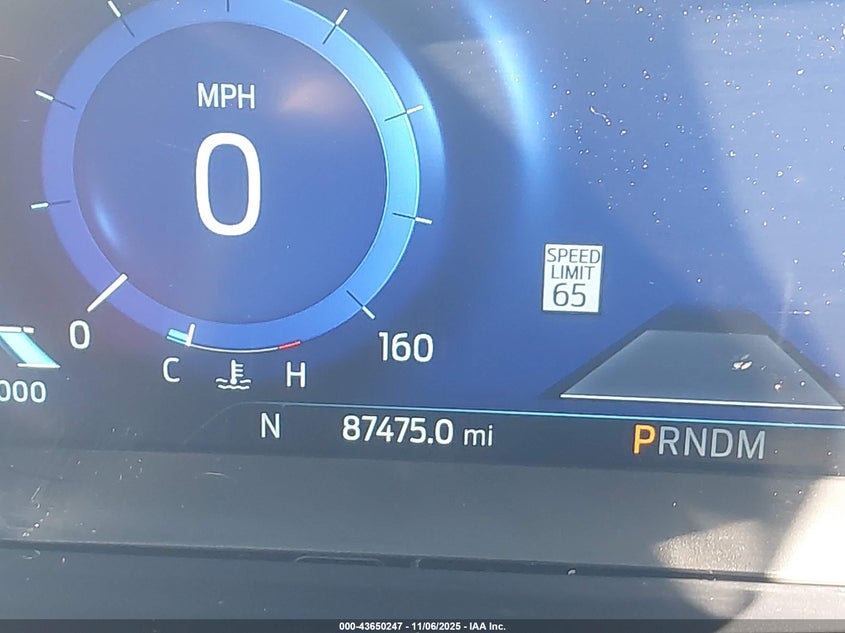 MPH
0
SPEED
LIMIT
65
0
160
C
H
000
N 87475.0 mi
PRNDM
000-43650247 - 11/06/2025 - IAA Inc.